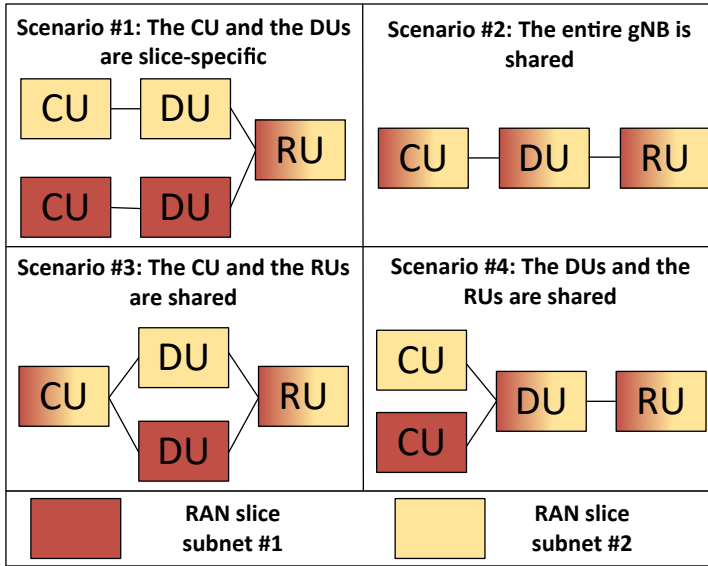 Scenario #1: The CU and the DUs
are slice-specific
CU
DU
RU
CU
DU
Scenario #2: The entire gNB is
shared
CU
DU
RU
Scenario #3: The CU and the RUs
are shared
DU
CU
RU
DU
Scenario #4: The DUs and the
RUs are shared
CU
DU
RU
CU
RAN slice
subnet #1
RAN slice
subnet #2